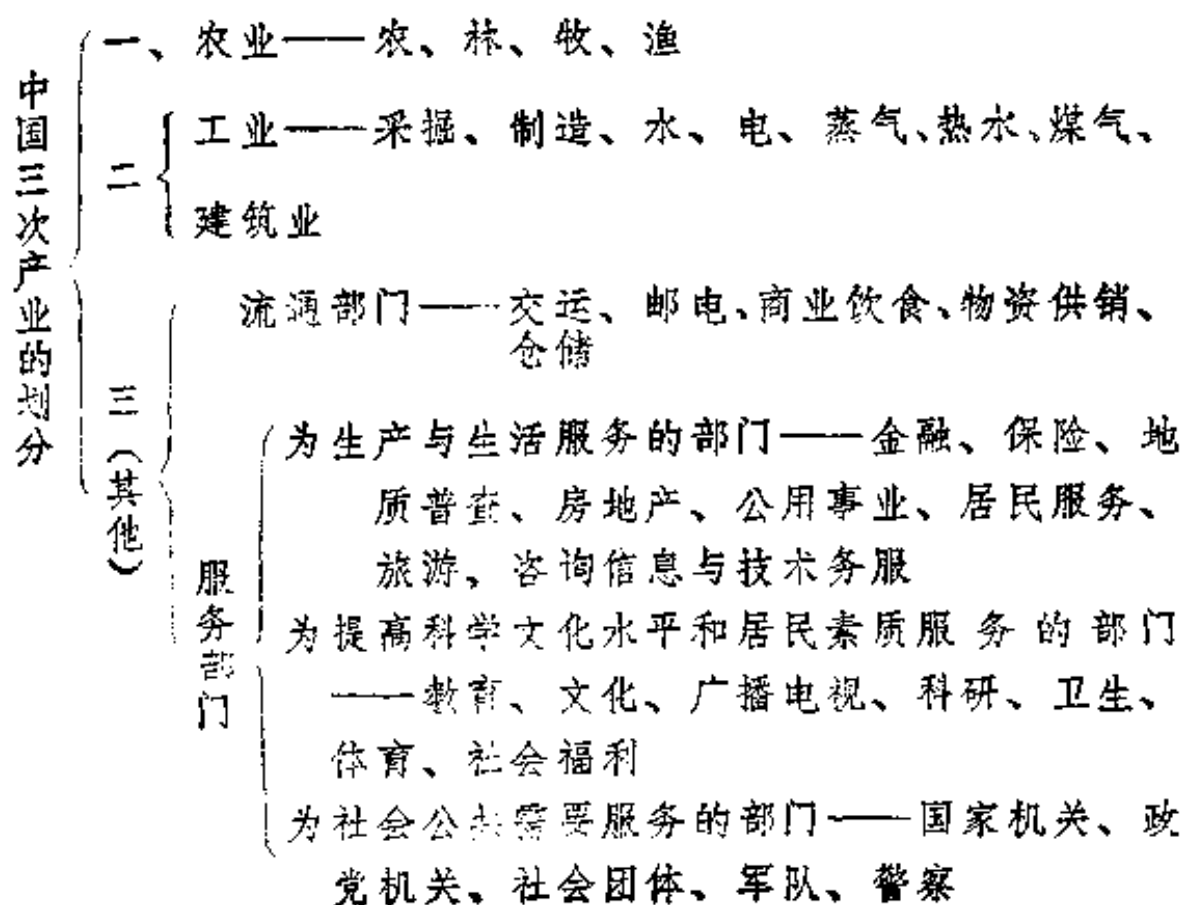 中国三次产业的划分
一、农业——农、林、牧、渔
二
工业——采掘、制造、水、电、蒸气、热水、煤气、
建筑业
三(其他)
流通部门——交运、邮电、商业饮食、物资供销、
仓储
服务部门
为生产与生活服务的部门——金融、保险、地
质普查、房地产、公用事业、居民服务、
旅游、咨询信息与技术务服
为提高科学文化水平和居民素质服务的部门
——教育、文化、广播电视、科研、卫生、
体育、社会福利
为社会公共需要服务的部门——国家机关、政
党机关、社会团体、军队、警察